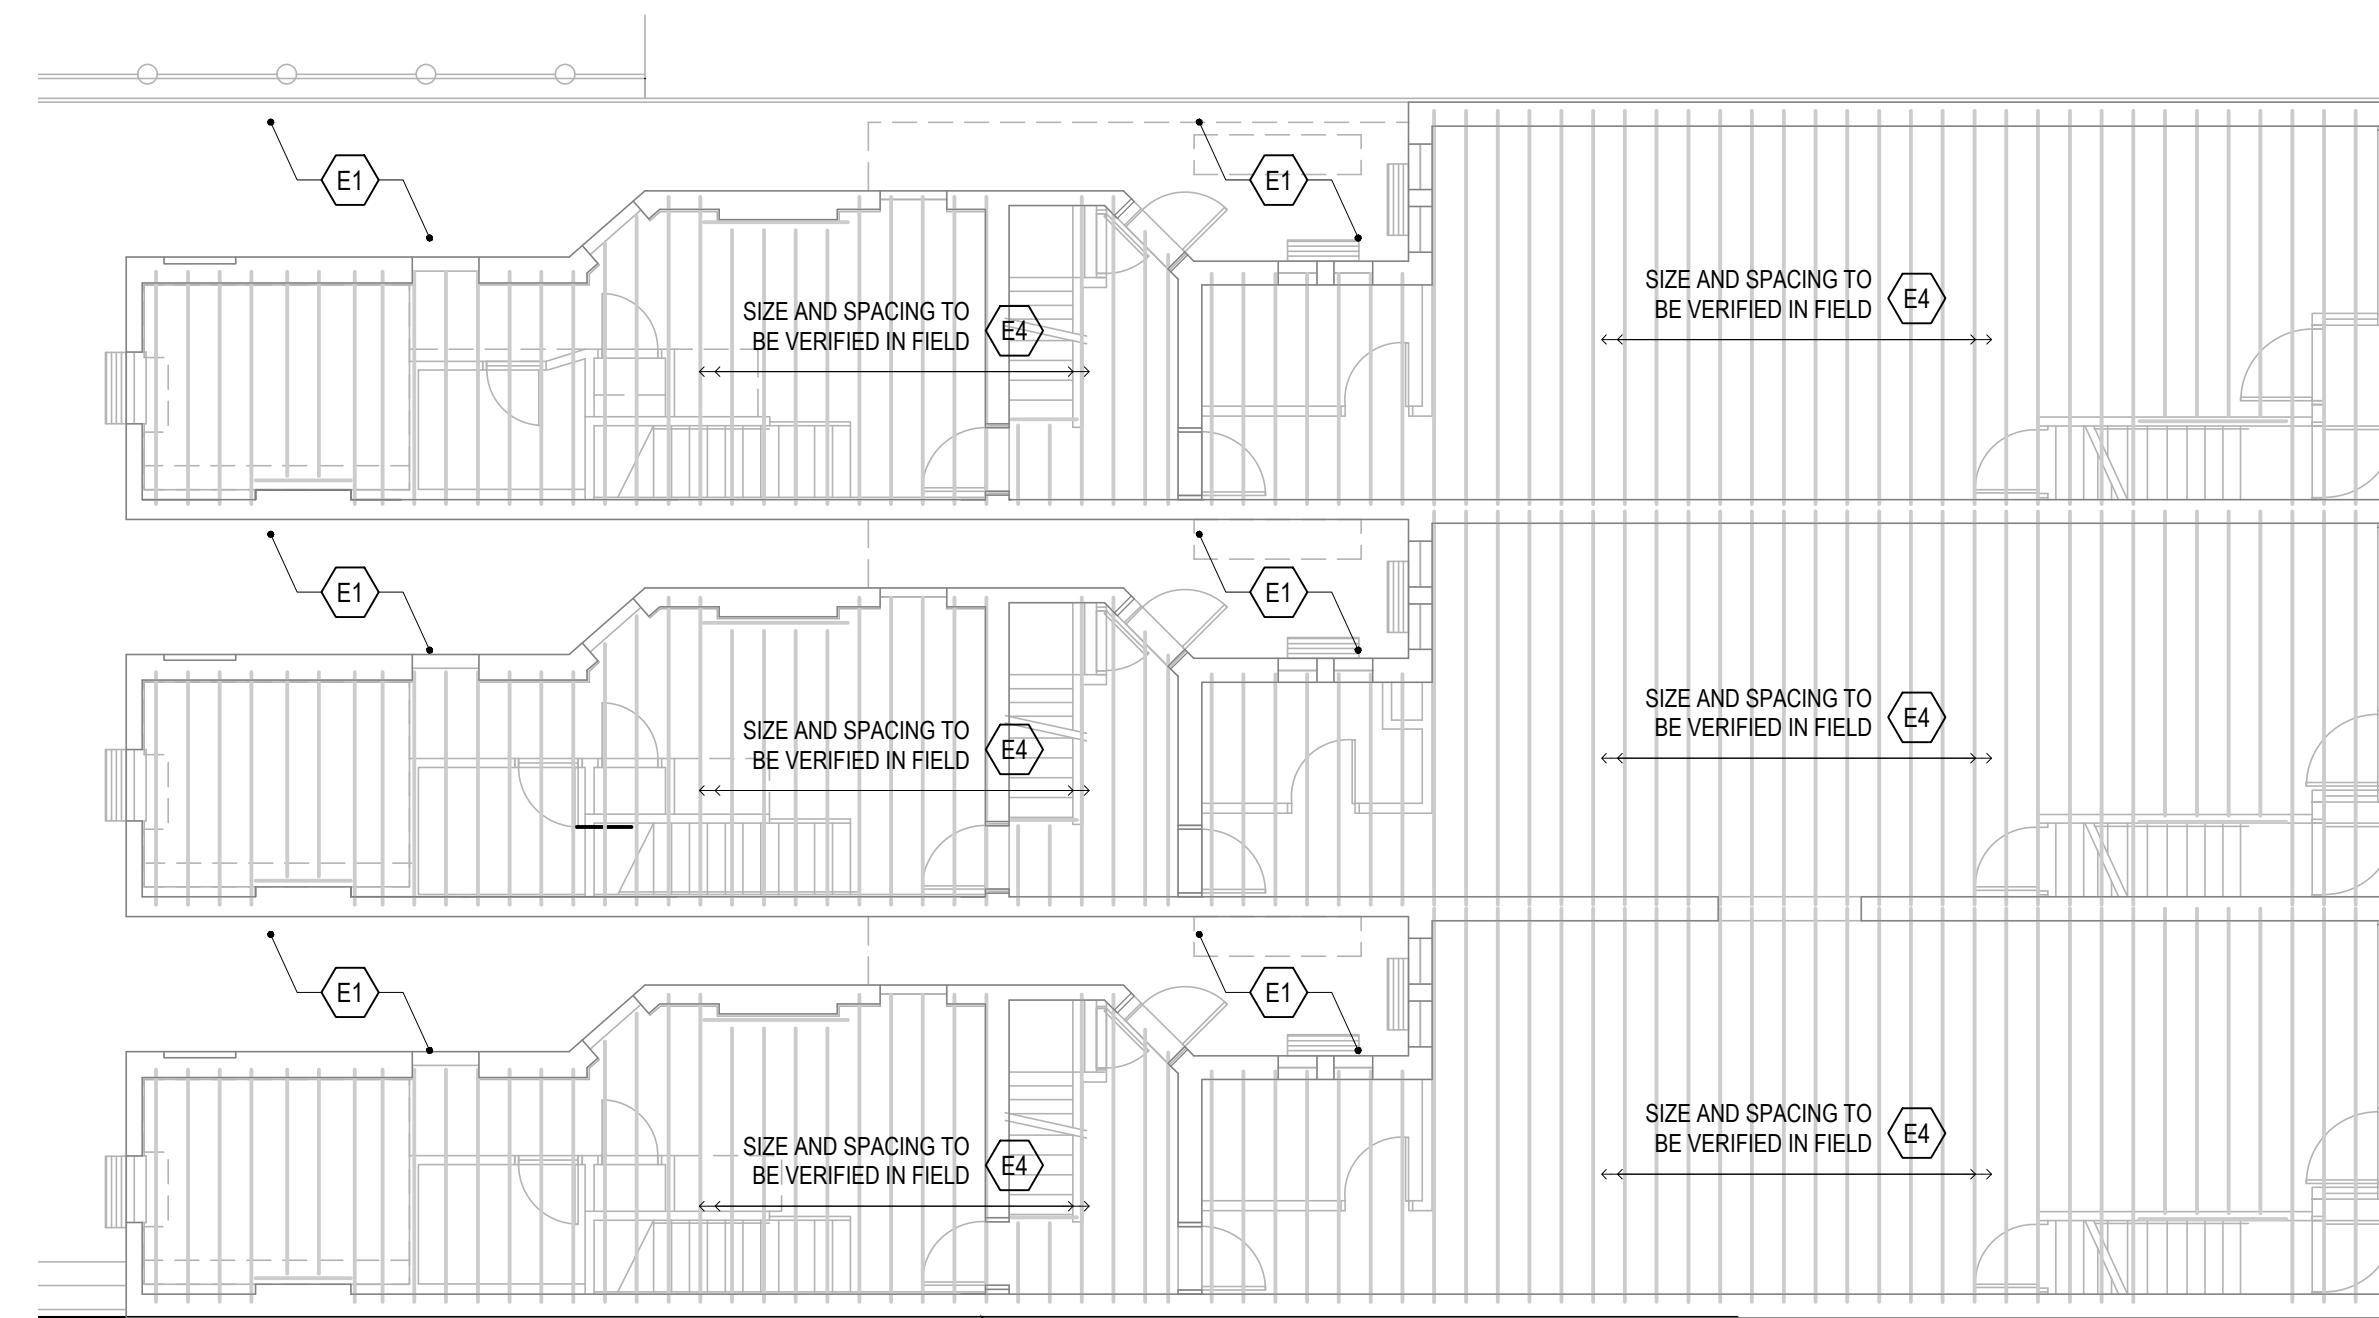 E1
E1
SIZE AND SPACING TO
BE VERIFIED IN FIELD
E4
SIZE AND SPACING TO
BE VERIFIED IN FIELD
E4
E1
E1
SIZE AND SPACING TO
BE VERIFIED IN FIELD
E4
SIZE AND SPACING TO
BE VERIFIED IN FIELD
E4
E1
E1
SIZE AND SPACING TO
BE VERIFIED IN FIELD
E4
SIZE AND SPACING TO
BE VERIFIED IN FIELD
E4